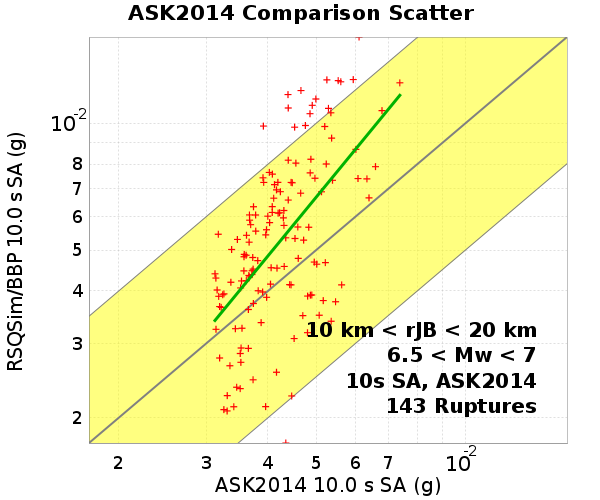 ASK2014 Comparison Scatter
RSQSim/BBP 10.0 s SA (g)
10⁻²
8
7
6
5
4
3
2
10 km < rJB < 20 km
6.5 < Mw < 7
10s SA, ASK2014
143 Ruptures
2 3 4 5 6 7 10⁻²
ASK2014 10.0 s SA (g)